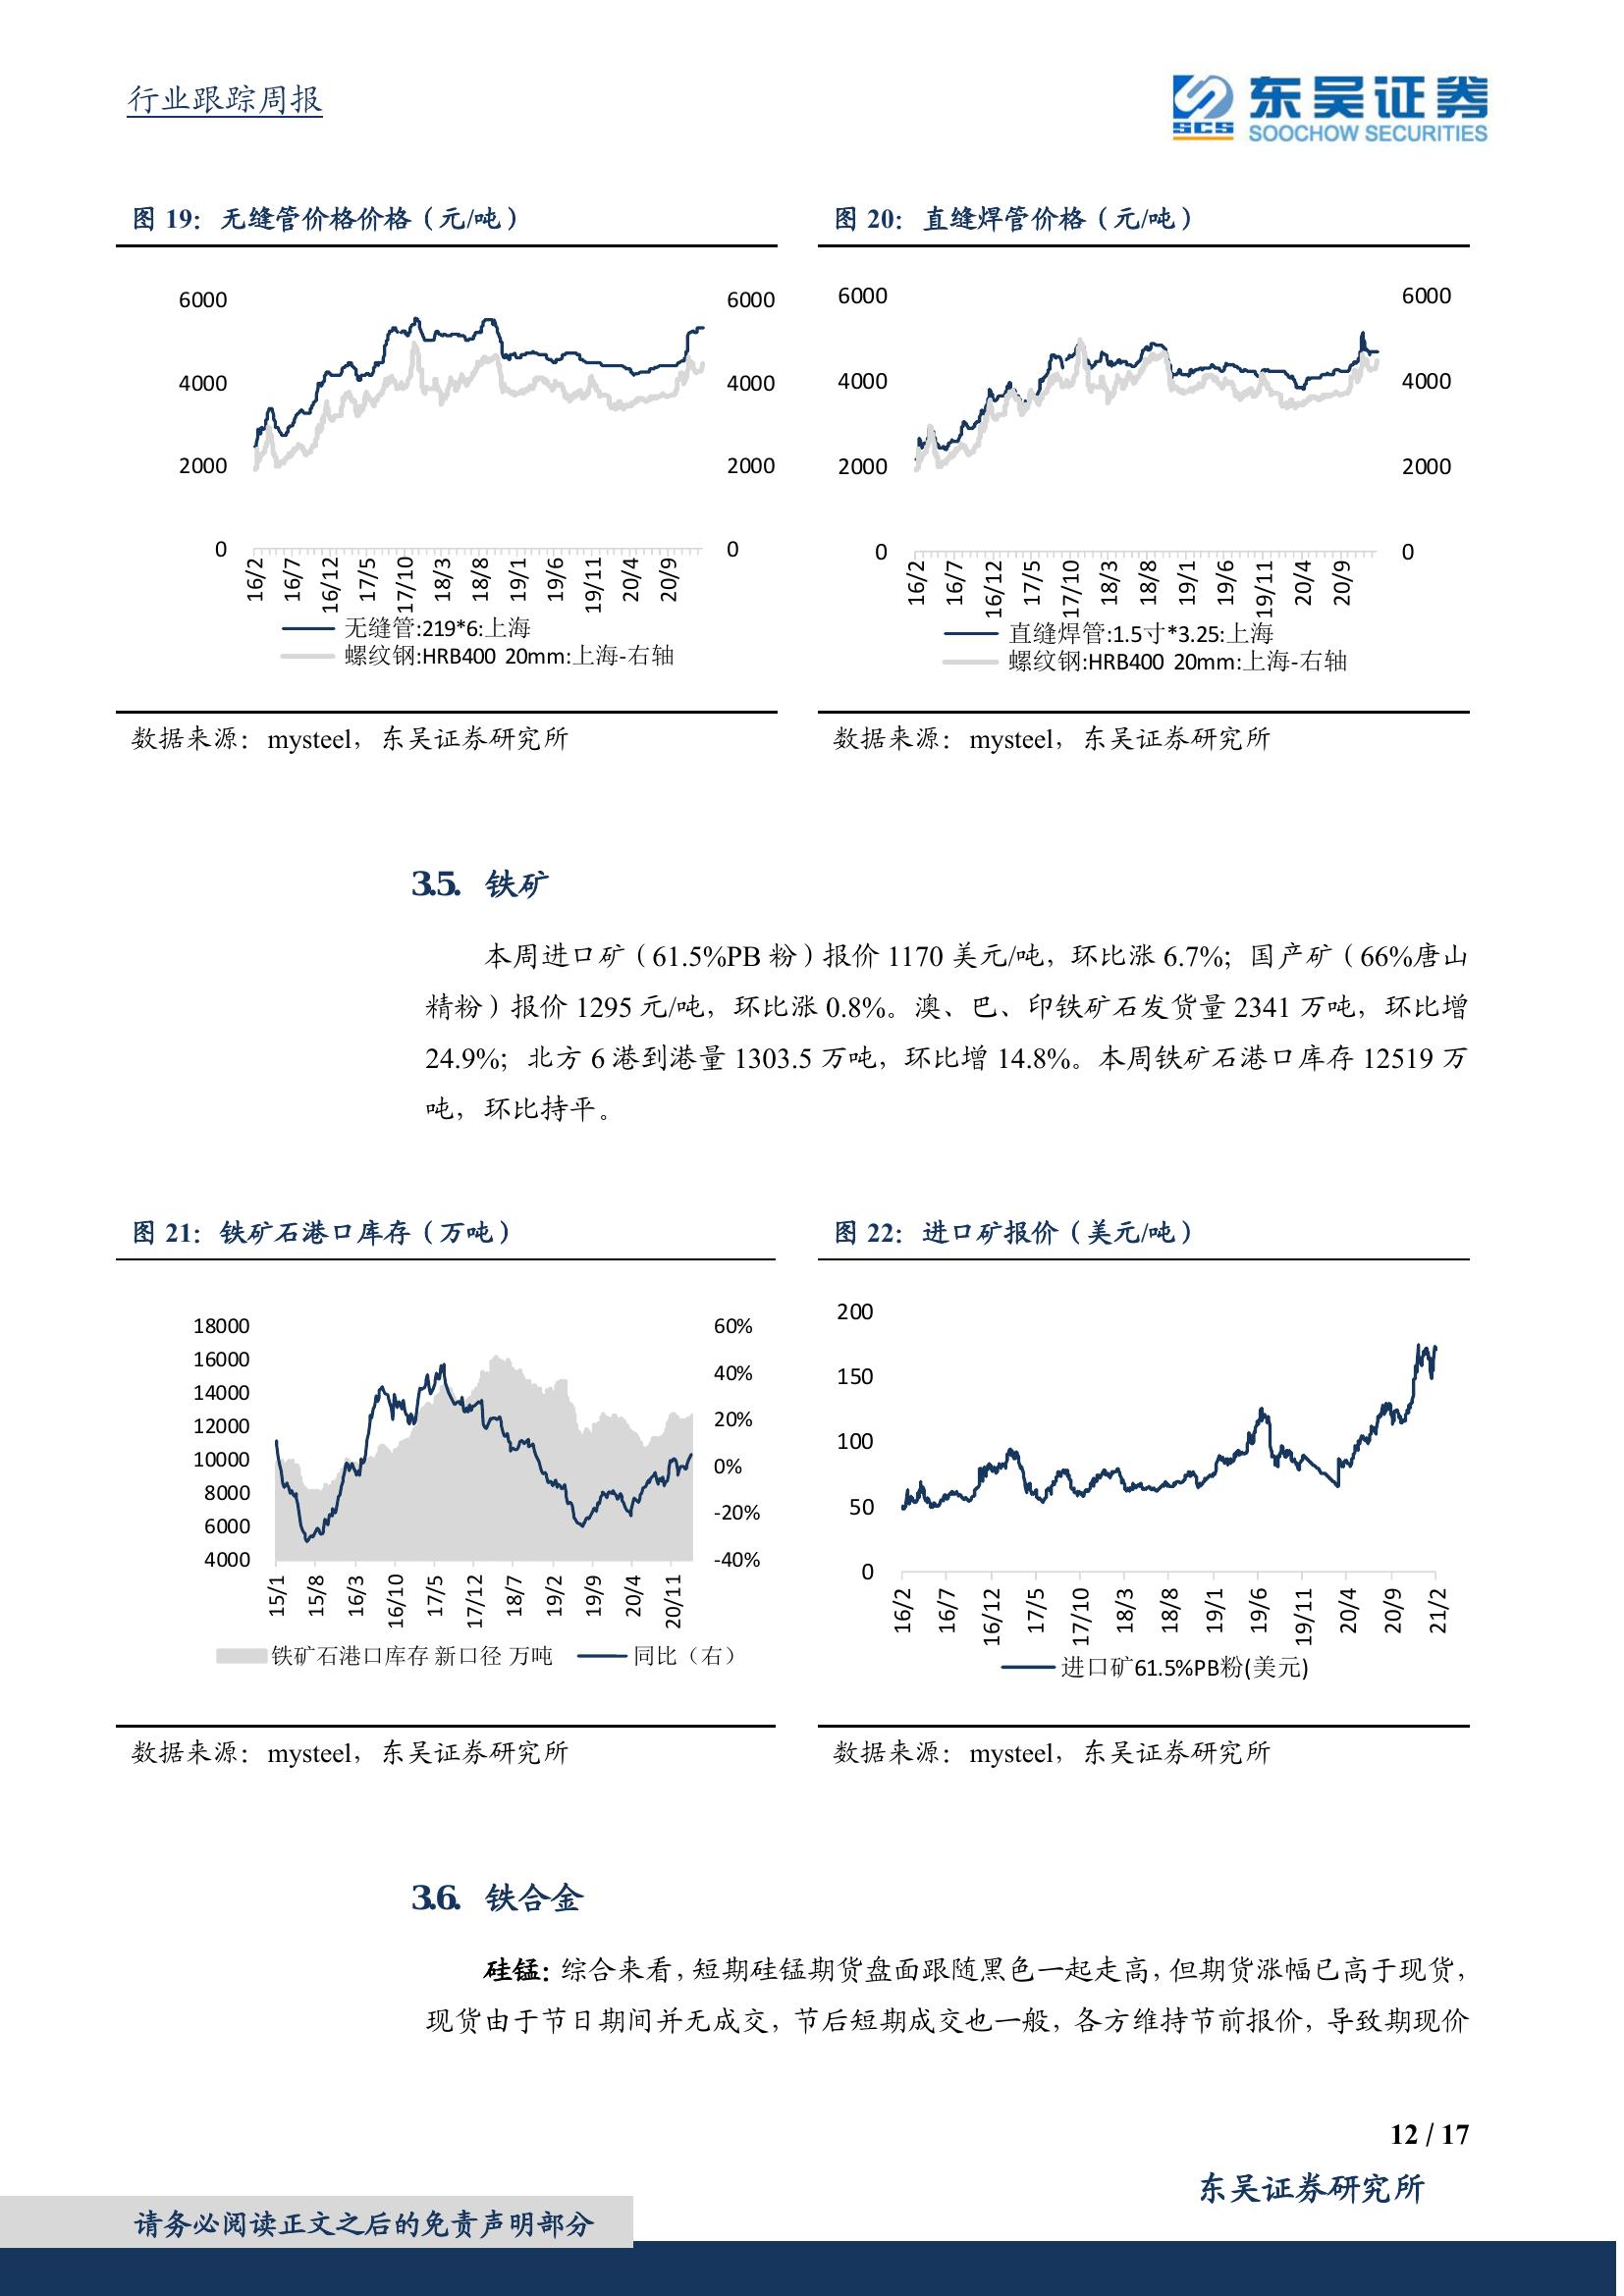 行业跟踪周报
SCS 东吴证券
SOOCHOW SECURITIES
图 19：无缝管价格价格（元/吨）
6000 6000
4000 4000
2000 2000
0 0
16/2 16/7 16/12 17/5 17/10 18/3 18/8 19/1 19/6 19/11 20/4 20/9
无缝管:219*6:上海
螺纹钢:HRB400 20mm:上海-右轴
数据来源：mysteel，东吴证券研究所
图 20：直缝焊管价格（元/吨）
6000 6000
4000 4000
2000 2000
0 0
16/2 16/7 16/12 17/5 17/10 18/3 18/8 19/1 19/6 19/11 20/4 20/9
直缝焊管:1.5寸*3.25:上海
螺纹钢:HRB400 20mm:上海-右轴
数据来源：mysteel，东吴证券研究所
3.5. 铁矿
本周进口矿（61.5%PB 粉）报价 1170 美元/吨，环比涨 6.7%；国产矿（66%唐山
精粉）报价 1295 元/吨，环比涨 0.8%。澳、巴、印铁矿石发货量 2341 万吨，环比增
24.9%；北方 6 港到港量 1303.5 万吨，环比增 14.8%。本周铁矿石港口库存 12519 万
吨，环比持平。
图 21：铁矿石港口库存（万吨）
18000 60%
16000
14000 40%
12000 20%
10000 0%
8000
6000 -20%
4000 -40%
15/1 15/8 16/3 16/10 17/5 17/12 18/7 19/2 19/9 20/4 20/11
铁矿石港口库存 新口径 万吨 同比（右）
数据来源：mysteel，东吴证券研究所
图 22：进口矿报价（美元/吨）
200
150
100
50
0
16/2 16/7 16/12 17/5 17/10 18/3 18/8 19/1 19/6 19/11 20/4 20/9 21/2
进口矿61.5%PB粉(美元)
数据来源：mysteel，东吴证券研究所
3.6. 铁合金
硅锰：综合来看，短期硅锰期货盘面跟随黑色一起走高，但期货涨幅已高于现货，
现货由于节日期间并无成交，节后短期成交也一般，各方维持节前报价，导致期现价
12 / 17
东吴证券研究所
请务必阅读正文之后的免责声明部分